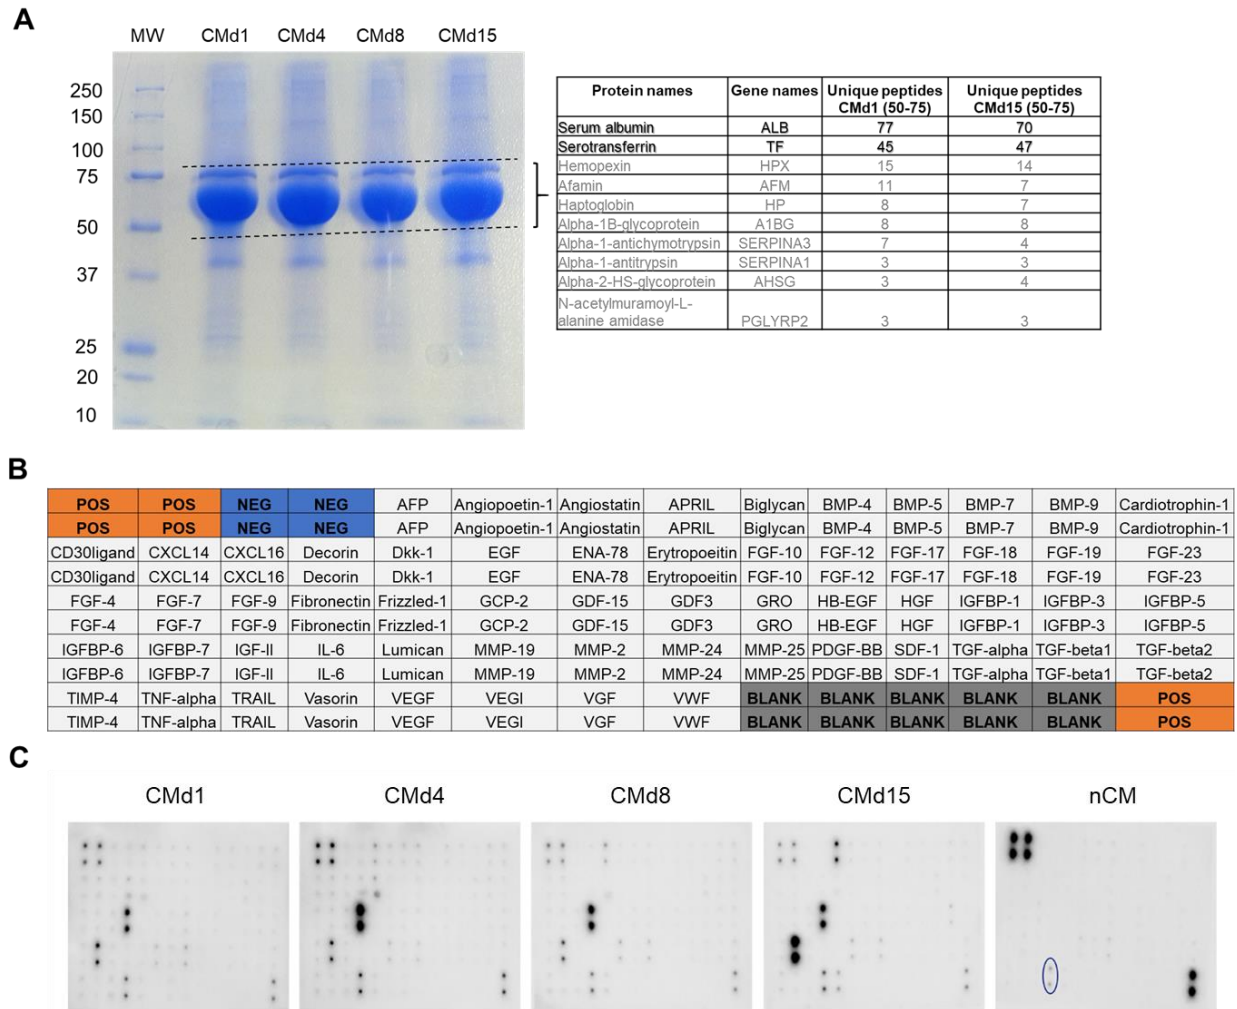 A
MW CMd1 CMd4 CMd8 CMd15
250
150
100
75
50
37
25
20
10
Protein names Gene names Unique peptides CMd1 (50-75) Unique peptides CMd15 (50-75)
Serum albumin ALB 77 70
Serotransferrin TF 45 47
Hemopexin HPX 15 14
Afamin AFM 11 7
Haptoglobin HP 8 7
Alpha-1B-glycoprotein A1BG 8 8
Alpha-1-antichymotrypsin SERPINA3 7 4
Alpha-1-antitrypsin SERPINA1 3 3
Alpha-2-HS-glycoprotein AHSG 3 4
N-acetylmuramoyl-L-
alanine amidase PGLYRP2 3 3
B
POS POS NEG NEG AFP Angiopoetin-1 Angiostatin APRIL Biglycan BMP-4 BMP-5 BMP-7 BMP-9 Cardiotrophin-1
POS POS NEG NEG AFP Angiopoetin-1 Angiostatin APRIL Biglycan BMP-4 BMP-5 BMP-7 BMP-9 Cardiotrophin-1
CD30ligand CXCL14 CXCL16 Decorin Dkk-1 EGF ENA-78 Erytropoeitin FGF-10 FGF-12 FGF-17 FGF-18 FGF-19 FGF-23
CD30ligand CXCL14 CXCL16 Decorin Dkk-1 EGF ENA-78 Erytropoeitin FGF-10 FGF-12 FGF-17 FGF-18 FGF-19 FGF-23
FGF-4 FGF-7 FGF-9 Fibronectin Frizzled-1 GCP-2 GDF-15 GDF3 GRO HB-EGF HGF IGFBP-1 IGFBP-3 IGFBP-5
FGF-4 FGF-7 FGF-9 Fibronectin Frizzled-1 GCP-2 GDF-15 GDF3 GRO HB-EGF HGF IGFBP-1 IGFBP-3 IGFBP-5
IGFBP-6 IGFBP-7 IGF-II IL-6 Lumican MMP-19 MMP-2 MMP-24 MMP-25 PDGF-BB SDF-1 TGF-alpha TGF-beta1 TGF-beta2
IGFBP-6 IGFBP-7 IGF-II IL-6 Lumican MMP-19 MMP-2 MMP-24 MMP-25 PDGF-BB SDF-1 TGF-alpha TGF-beta1 TGF-beta2
TIMP-4 TNF-alpha TRAIL Vasorin VEGF VEGI VGF VWF BLANK BLANK BLANK BLANK BLANK POS
TIMP-4 TNF-alpha TRAIL Vasorin VEGF VEGI VGF VWF BLANK BLANK BLANK BLANK BLANK POS
C
CMd1 CMd4 CMd8 CMd15 nCM